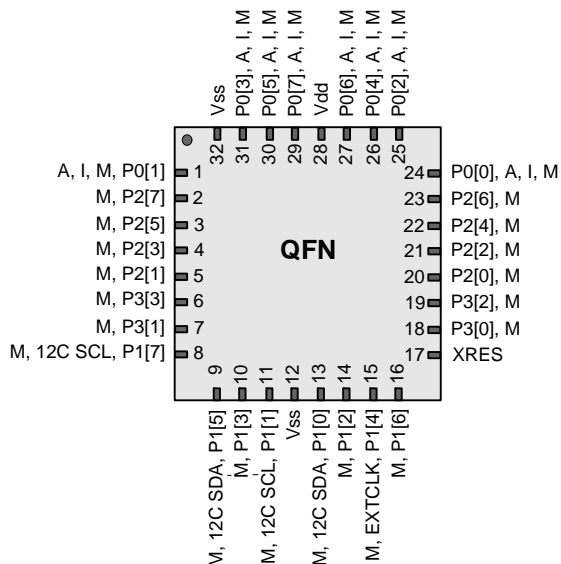 Vss
P0[3], A, I, M
P0[5], A, I, M
P0[7], A, I, M
Vdd
P0[6], A, I, M
P0[4], A, I, M
P0[2], A, I, M
32
31
30
29
28
27
26
25
A, I, M, P0[1] 1
M, P2[7] 2
M, P2[5] 3
M, P2[3] 4
M, P2[1] 5
M, P3[3] 6
M, P3[1] 7
M, 12C SCL, P1[7] 8
QFN
24 P0[0], A, I, M
23 P2[6], M
22 P2[4], M
21 P2[2], M
20 P2[0], M
19 P3[2], M
18 P3[0], M
17 XRES
9
10
11
12
13
14
15
16
M, 12C SDA, P1[5]
M, P1[3]
M, 12C SCL, P1[1]
Vss
M, 12C SDA, P1[0]
M, P1[2]
M, EXTCLK, P1[4]
M, P1[6]